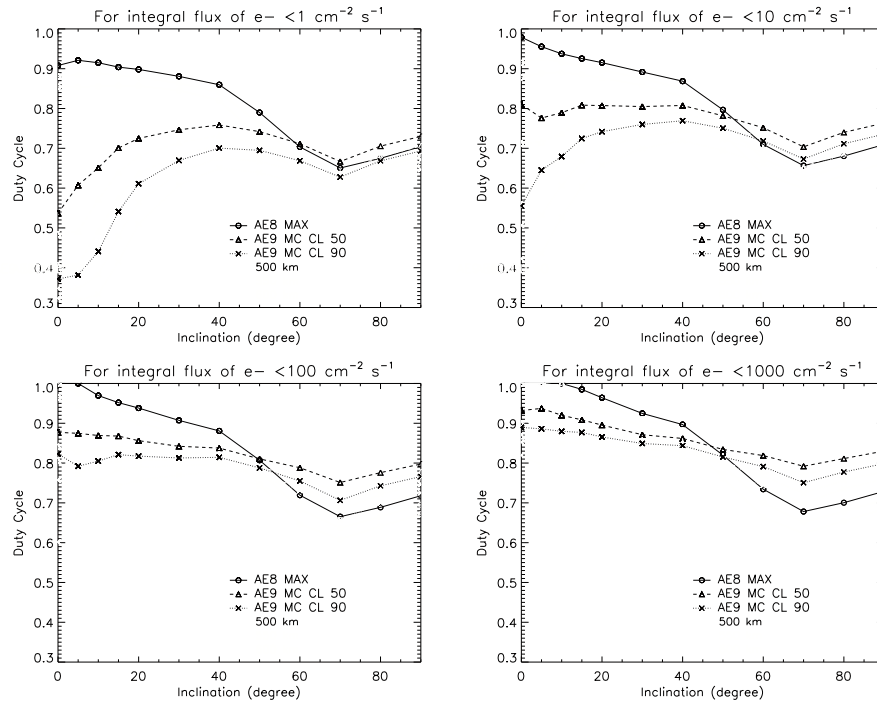 For integral flux of e− <1 cm⁻² s⁻¹
1.0
0.9
0.8
0.7
0.6
0.5
0.4
0.3
Duty Cycle
AE8 MAX
AE9 MC CL 50
AE9 MC CL 90
500 km
0 20 40 60 80
Inclination (degree)
For integral flux of e− <10 cm⁻² s⁻¹
1.0
0.9
0.8
0.7
0.6
0.5
0.4
0.3
Duty Cycle
AE8 MAX
AE9 MC CL 50
AE9 MC CL 90
500 km
0 20 40 60 80
Inclination (degree)
For integral flux of e− <100 cm⁻² s⁻¹
1.0
0.9
0.8
0.7
0.6
0.5
0.4
0.3
Duty Cycle
AE8 MAX
AE9 MC CL 50
AE9 MC CL 90
500 km
0 20 40 60 80
Inclination (degree)
For integral flux of e− <1000 cm⁻² s⁻¹
1.0
0.9
0.8
0.7
0.6
0.5
0.4
0.3
Duty Cycle
AE8 MAX
AE9 MC CL 50
AE9 MC CL 90
500 km
0 20 40 60 80
Inclination (degree)